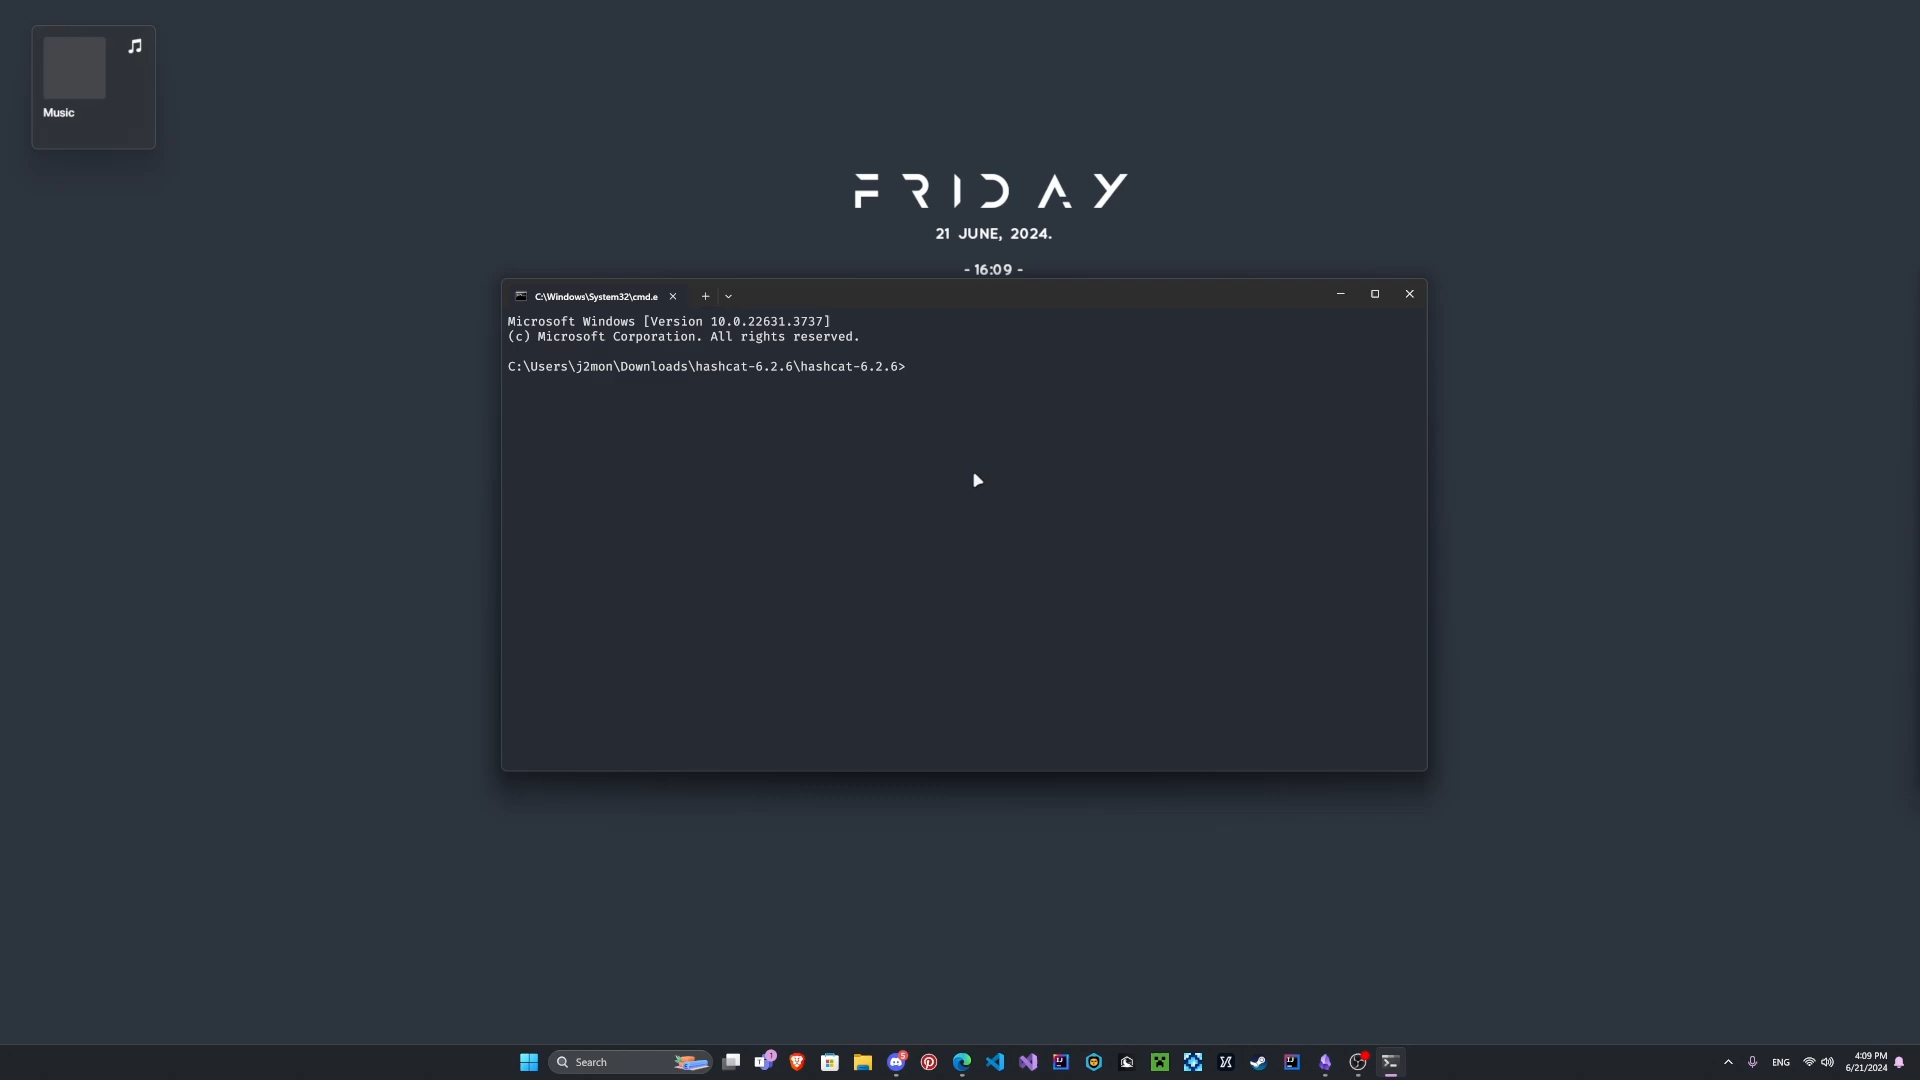 Music
FRIDAY
21 JUNE, 2024.
- 16:09 -
C:\Windows\System32\cmd.e
Microsoft Windows [Version 10.0.22631.3737]
(c) Microsoft Corporation. All rights reserved.
C:\Users\j2mon\Downloads\hashcat-6.2.6\hashcat-6.2.6>
Search
1
5
ENG
4:09 PM
6/21/2024